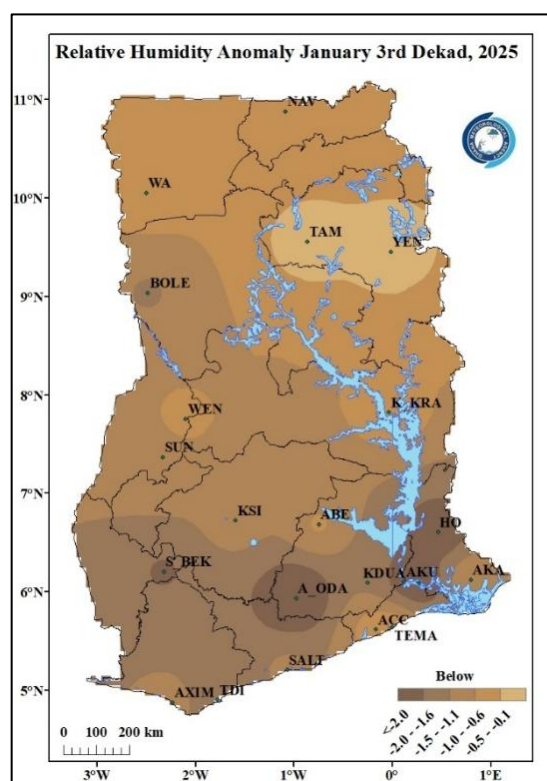 Relative Humidity Anomaly January 3rd Dekad, 2025
11°N
NAV
WA
10°N
TAM
YEN
BOLE
9°N
8°N
WEN
K_KRA
SUN
7°N
KSI
ABE
HO
S_BEK
6°N
A_ODA
KDUA
AKU
AKA
ACC
TEMA
SALT
5°N
AXIM
TDI
Below
<-2.0
-2.0 - -1.6
-1.5 - -1.1
-1.0 - -0.6
-0.5 - -0.1
0 100 200 km
3°W 2°W 1°W 0° 1°E